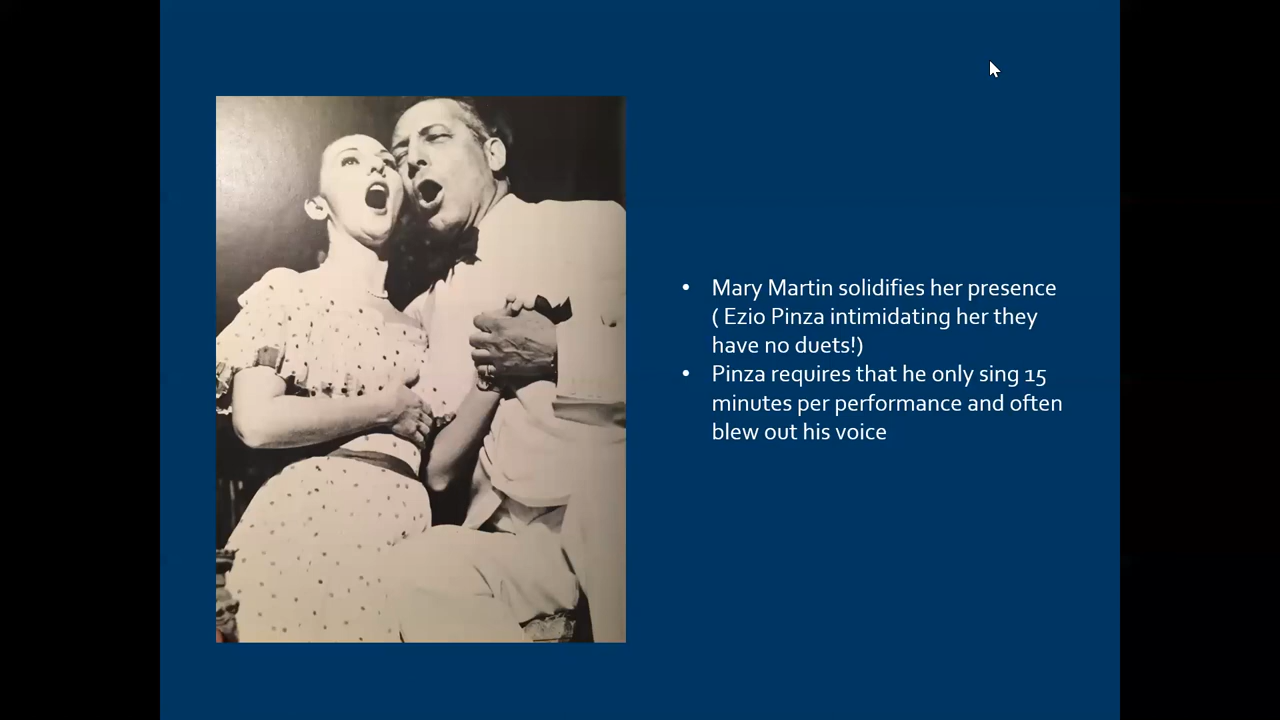 • Mary Martin solidifies her presence
( Ezio Pinza intimidating her they
have no duets!)
• Pinza requires that he only sing 15
minutes per performance and often
blew out his voice